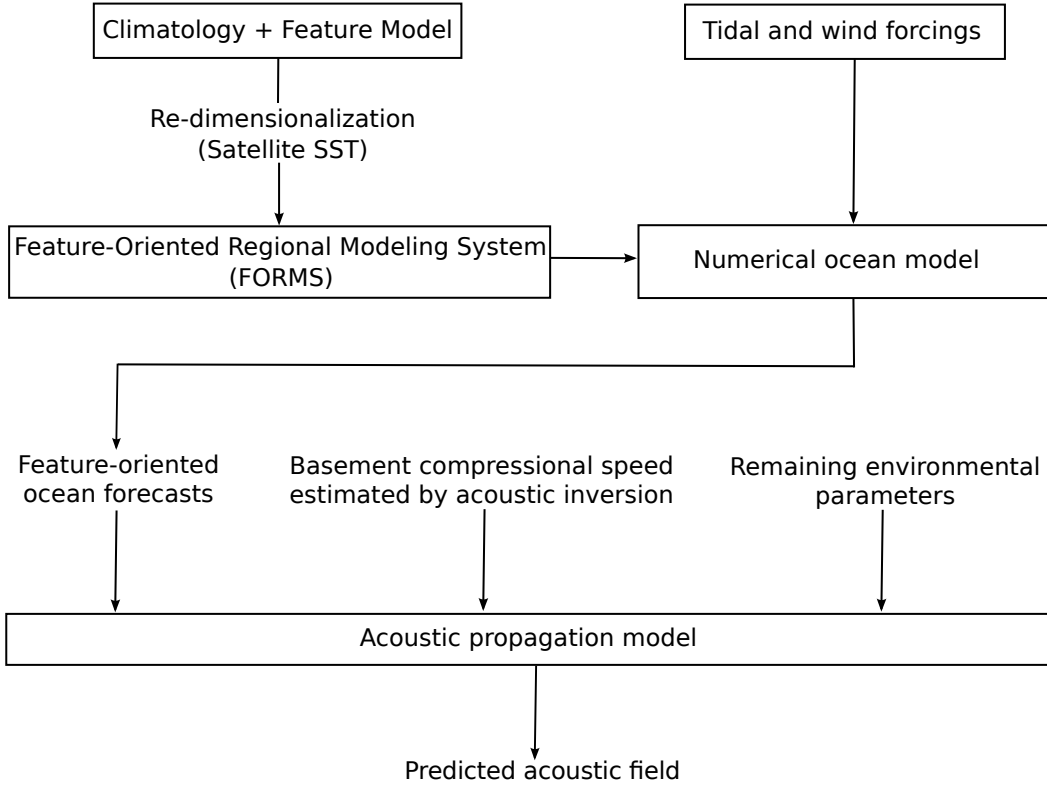 Climatology + Feature Model
Tidal and wind forcings
Re-dimensionalization
(Satellite SST)
Feature-Oriented Regional Modeling System
(FORMS)
Numerical ocean model
Feature-oriented
ocean forecasts
Basement compressional speed
estimated by acoustic inversion
Remaining environmental
parameters
Acoustic propagation model
Predicted acoustic field